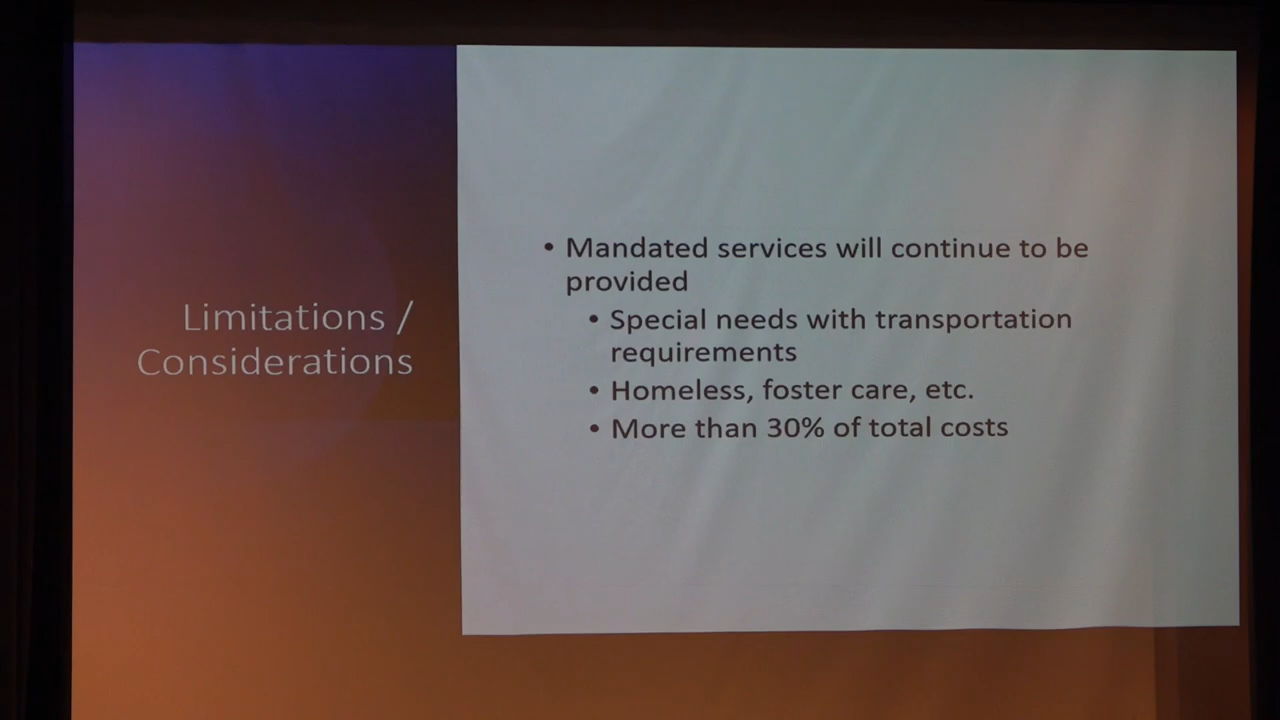 Limitations /
Considerations
• Mandated services will continue to be
provided
• Special needs with transportation
requirements
• Homeless, foster care, etc.
• More than 30% of total costs